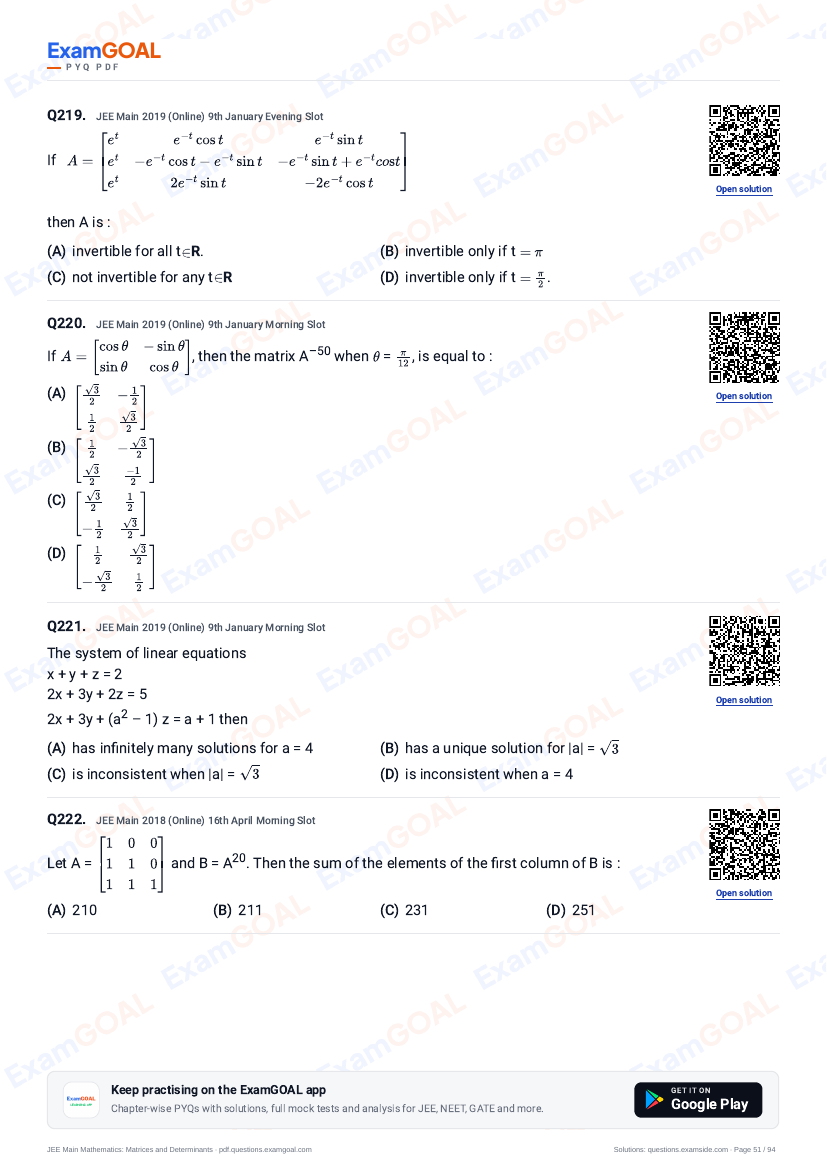 ExamGOAL
PYQ PDF
Q219. JEE Main 2019 (Online) 9th January Evening Slot
If A = [e^t e^{-t} cos t e^{-t} sin t
e^t −e^{-t} cos t − e^{-t} sin t −e^{-t} sin t + e^{-t}cost
e^t 2e^{-t} sin t −2e^{-t} cos t]
Open solution
then A is :
(A) invertible for all t∈R. (B) invertible only if t = π
(C) not invertible for any t∈R (D) invertible only if t = π/2.
Q220. JEE Main 2019 (Online) 9th January Morning Slot
If A = [cos θ − sin θ
sin θ cos θ], then the matrix A^−50 when θ = π/12, is equal to :
Open solution
(A) [√3/2 −1/2
1/2 √3/2]
(B) [1/2 −√3/2
√3/2 −1/2]
(C) [√3/2 1/2
−1/2 √3/2]
(D) [1/2 √3/2
−√3/2 1/2]
Q221. JEE Main 2019 (Online) 9th January Morning Slot
The system of linear equations
x + y + z = 2
2x + 3y + 2z = 5
Open solution
2x + 3y + (a^2 − 1) z = a + 1 then
(A) has infinitely many solutions for a = 4 (B) has a unique solution for |a| = √3
(C) is inconsistent when |a| = √3 (D) is inconsistent when a = 4
Q222. JEE Main 2018 (Online) 16th April Morning Slot
Let A = [1 0 0
1 1 0
1 1 1] and B = A^20. Then the sum of the elements of the first column of B is :
Open solution
(A) 210 (B) 211 (C) 231 (D) 251
ExamGOAL
Keep practising on the ExamGOAL app
Chapter-wise PYQs with solutions, full mock tests and analysis for JEE, NEET, GATE and more.
GET IT ON
Google Play
JEE Main Mathematics: Matrices and Determinants · pdf.questions.examgoal.com Solutions: questions.examside.com · Page 51 / 94